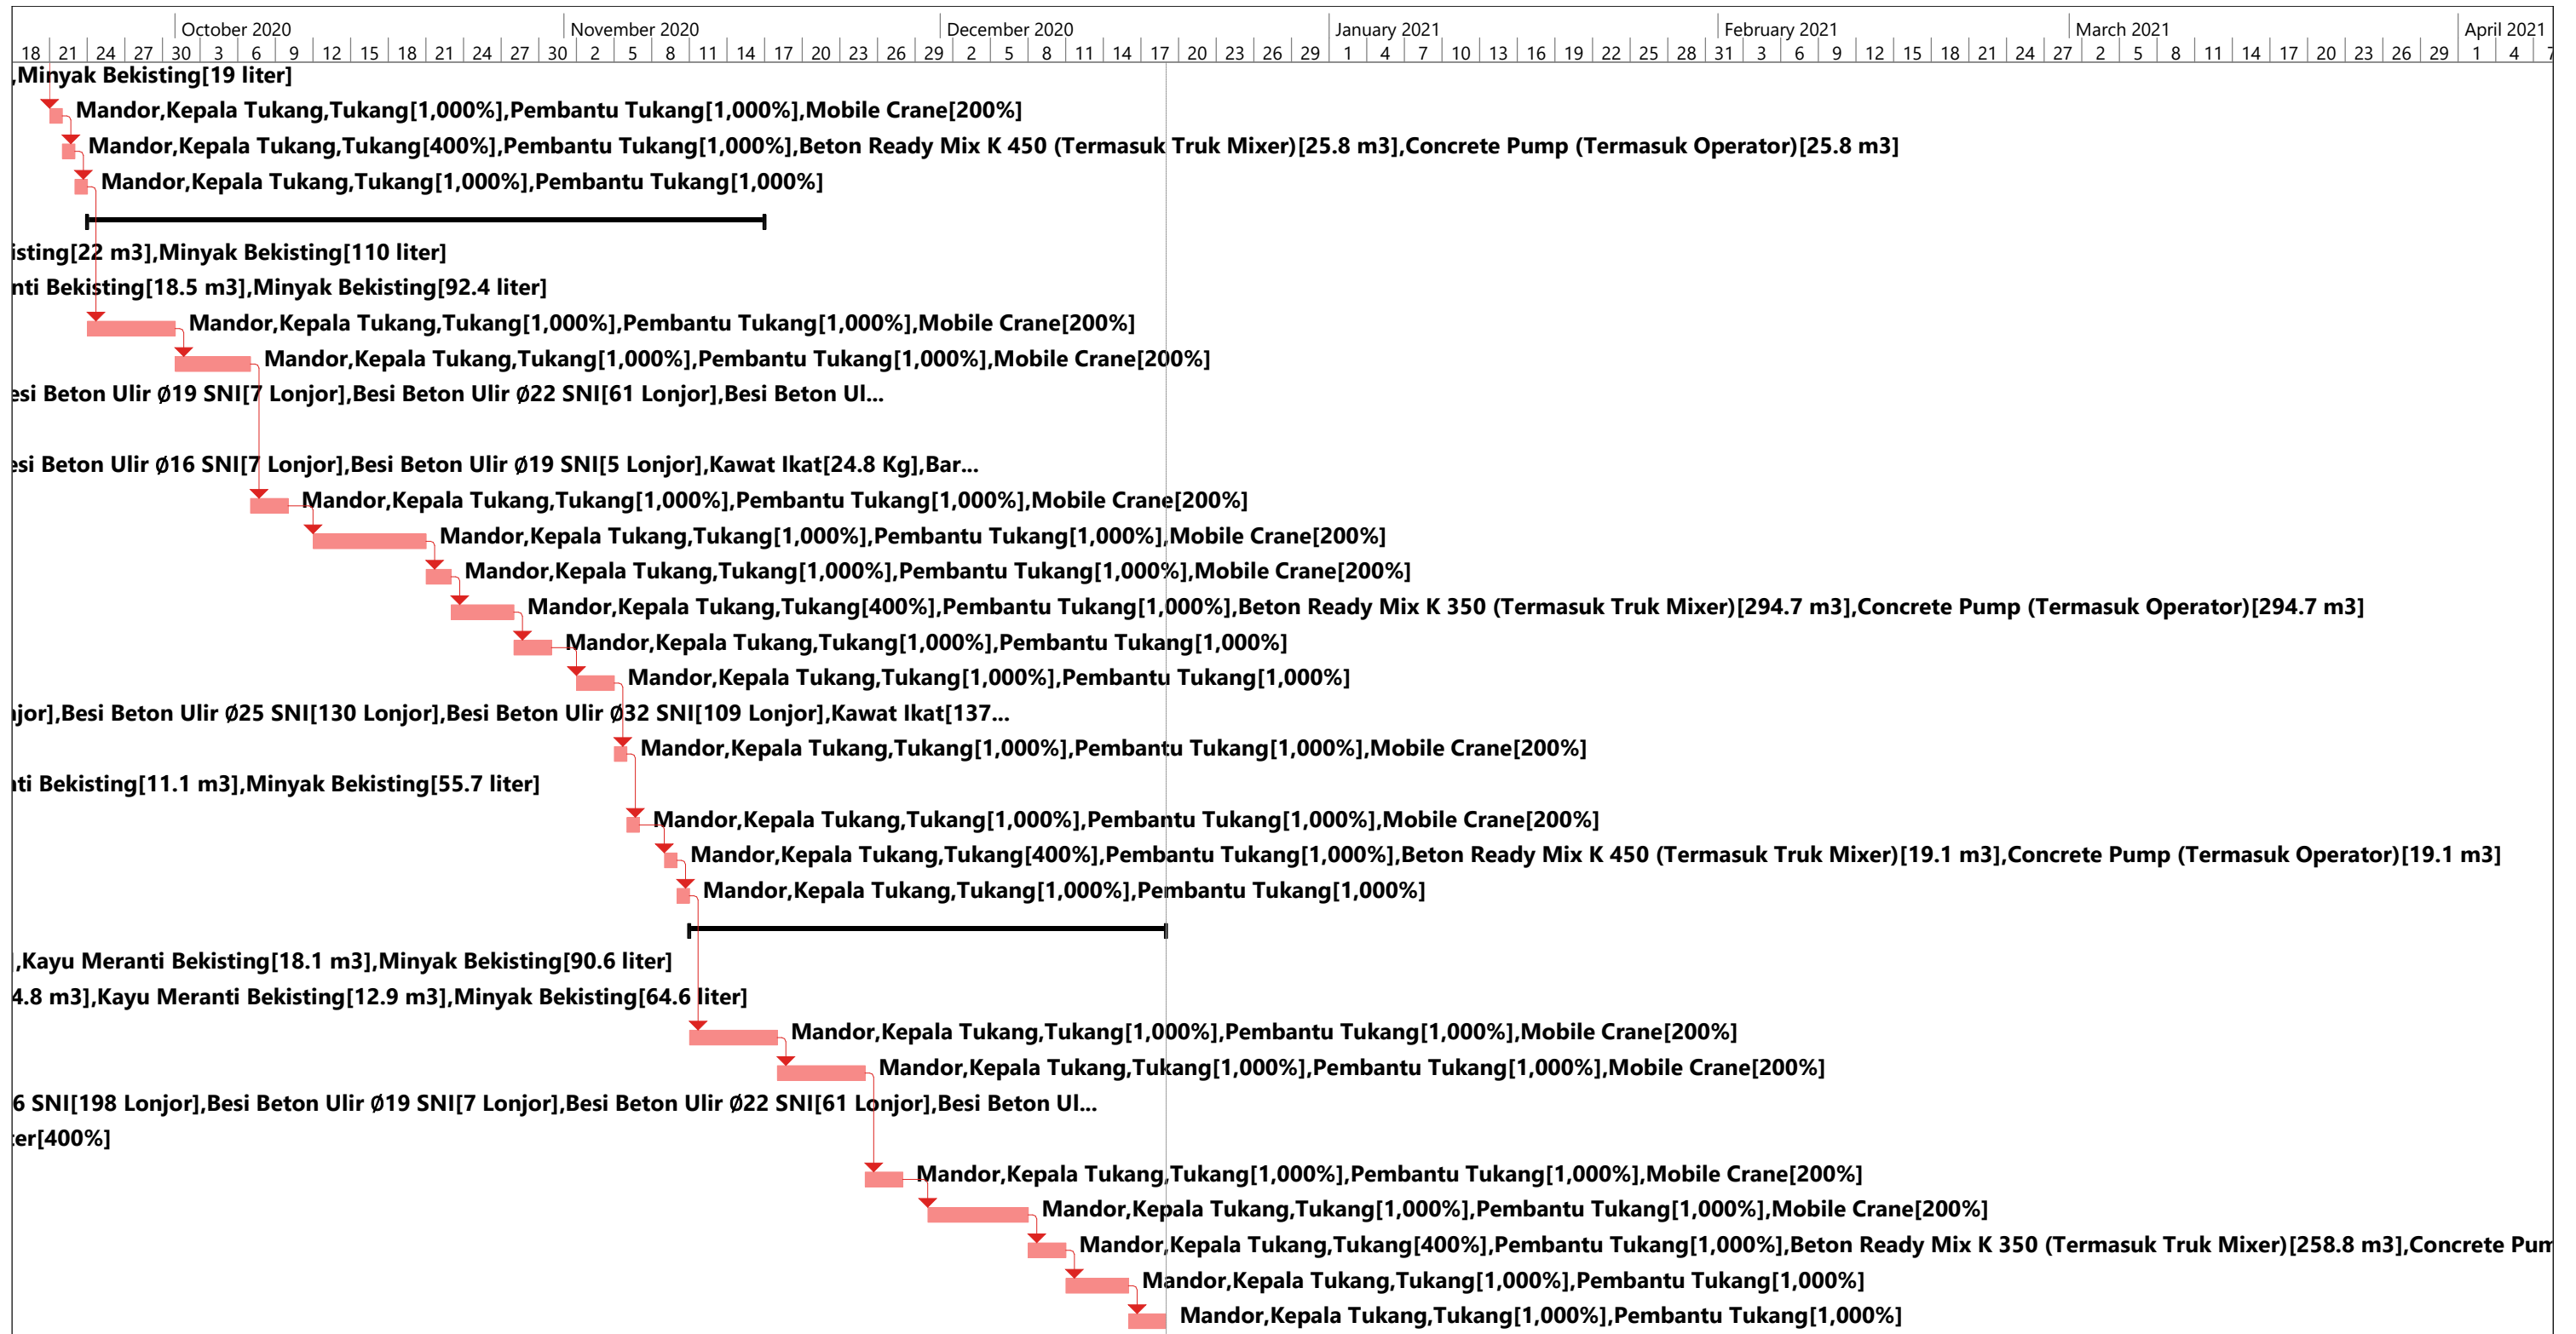 October 2020 November 2020 December 2020 January 2021 February 2021 March 2021 April 2021
18 21 24 27 30 3 6 9 12 15 18 21 24 27 30 2 5 8 11 14 17 20 23 26 29 2 5 8 11 14 17 20 23 26 29 1 4 7 10 13 16 19 22 25 28 31 3 6 9 12 15 18 21 24 27 2 5 8 11 14 17 20 23 26 29 1 4 7
,Minyak Bekisting[19 liter]
Mandor,Kepala Tukang,Tukang[1,000%],Pembantu Tukang[1,000%],Mobile Crane[200%]
Mandor,Kepala Tukang,Tukang[400%],Pembantu Tukang[1,000%],Beton Ready Mix K 450 (Termasuk Truk Mixer)[25.8 m3],Concrete Pump (Termasuk Operator)[25.8 m3]
Mandor,Kepala Tukang,Tukang[1,000%],Pembantu Tukang[1,000%]
isting[22 m3],Minyak Bekisting[110 liter]
nti Bekisting[18.5 m3],Minyak Bekisting[92.4 liter]
Mandor,Kepala Tukang,Tukang[1,000%],Pembantu Tukang[1,000%],Mobile Crane[200%]
Mandor,Kepala Tukang,Tukang[1,000%],Pembantu Tukang[1,000%],Mobile Crane[200%]
esi Beton Ulir Ø19 SNI[7 Lonjor],Besi Beton Ulir Ø22 SNI[61 Lonjor],Besi Beton Ul...
esi Beton Ulir Ø16 SNI[7 Lonjor],Besi Beton Ulir Ø19 SNI[5 Lonjor],Kawat Ikat[24.8 Kg],Bar...
Mandor,Kepala Tukang,Tukang[1,000%],Pembantu Tukang[1,000%],Mobile Crane[200%]
Mandor,Kepala Tukang,Tukang[1,000%],Pembantu Tukang[1,000%],Mobile Crane[200%]
Mandor,Kepala Tukang,Tukang[1,000%],Pembantu Tukang[1,000%],Mobile Crane[200%]
Mandor,Kepala Tukang,Tukang[400%],Pembantu Tukang[1,000%],Beton Ready Mix K 350 (Termasuk Truk Mixer)[294.7 m3],Concrete Pump (Termasuk Operator)[294.7 m3]
Mandor,Kepala Tukang,Tukang[1,000%],Pembantu Tukang[1,000%]
Mandor,Kepala Tukang,Tukang[1,000%],Pembantu Tukang[1,000%]
njor],Besi Beton Ulir Ø25 SNI[130 Lonjor],Besi Beton Ulir Ø32 SNI[109 Lonjor],Kawat Ikat[137...
Mandor,Kepala Tukang,Tukang[1,000%],Pembantu Tukang[1,000%],Mobile Crane[200%]
nti Bekisting[11.1 m3],Minyak Bekisting[55.7 liter]
Mandor,Kepala Tukang,Tukang[1,000%],Pembantu Tukang[1,000%],Mobile Crane[200%]
Mandor,Kepala Tukang,Tukang[400%],Pembantu Tukang[1,000%],Beton Ready Mix K 450 (Termasuk Truk Mixer)[19.1 m3],Concrete Pump (Termasuk Operator)[19.1 m3]
Mandor,Kepala Tukang,Tukang[1,000%],Pembantu Tukang[1,000%]
],Kayu Meranti Bekisting[18.1 m3],Minyak Bekisting[90.6 liter]
4.8 m3],Kayu Meranti Bekisting[12.9 m3],Minyak Bekisting[64.6 liter]
Mandor,Kepala Tukang,Tukang[1,000%],Pembantu Tukang[1,000%],Mobile Crane[200%]
Mandor,Kepala Tukang,Tukang[1,000%],Pembantu Tukang[1,000%],Mobile Crane[200%]
6 SNI[198 Lonjor],Besi Beton Ulir Ø19 SNI[7 Lonjor],Besi Beton Ulir Ø22 SNI[61 Lonjor],Besi Beton Ul...
ter[400%]
Mandor,Kepala Tukang,Tukang[1,000%],Pembantu Tukang[1,000%],Mobile Crane[200%]
Mandor,Kepala Tukang,Tukang[1,000%],Pembantu Tukang[1,000%],Mobile Crane[200%]
Mandor,Kepala Tukang,Tukang[400%],Pembantu Tukang[1,000%],Beton Ready Mix K 350 (Termasuk Truk Mixer)[258.8 m3],Concrete Pum
Mandor,Kepala Tukang,Tukang[1,000%],Pembantu Tukang[1,000%]
Mandor,Kepala Tukang,Tukang[1,000%],Pembantu Tukang[1,000%]